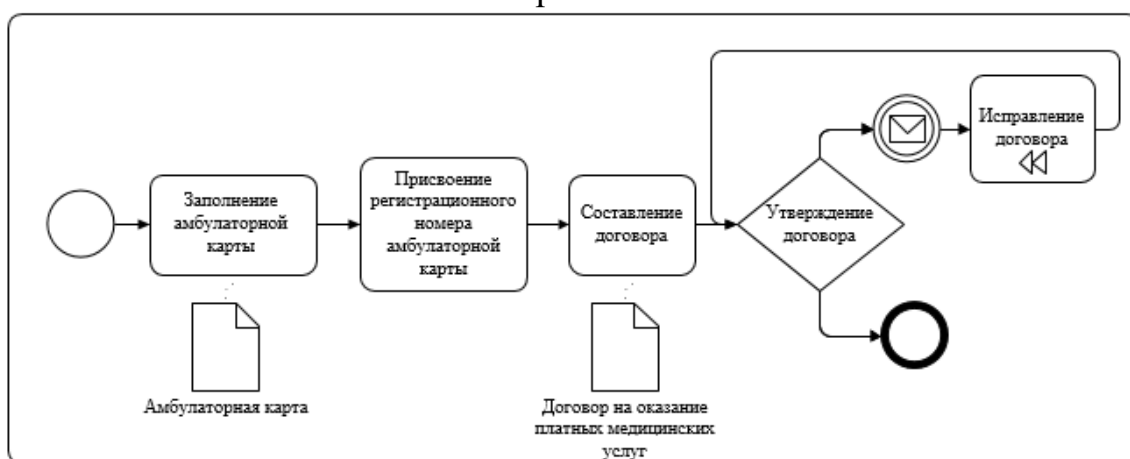 Заполнение
амбулаторной
карты
Присвоение
регистрационного
номера
амбулаторной
карты
Составление
договора
Утверждение
договора
Исправление
договора
Амбулаторная карта
Договор на оказание
платных медицинских
услуг